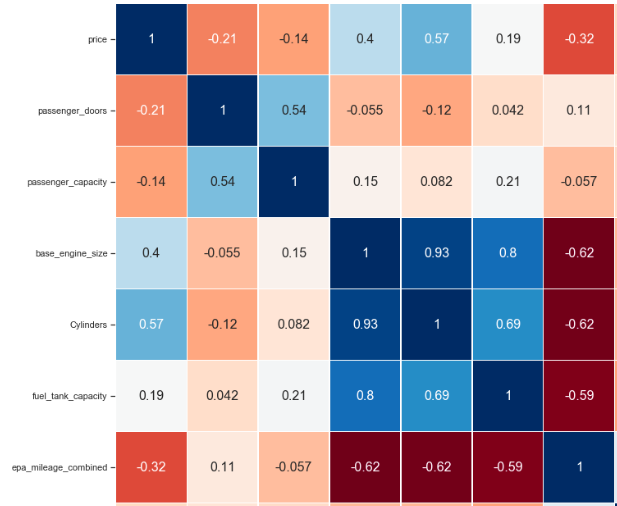 price 1 -0.21 -0.14 0.4 0.57 0.19 -0.32
passenger_doors -0.21 1 0.54 -0.055 -0.12 0.042 0.11
passenger_capacity -0.14 0.54 1 0.15 0.082 0.21 -0.057
base_engine_size 0.4 -0.055 0.15 1 0.93 0.8 -0.62
Cylinders 0.57 -0.12 0.082 0.93 1 0.69 -0.62
fuel_tank_capacity 0.19 0.042 0.21 0.8 0.69 1 -0.59
epa_mileage_combined -0.32 0.11 -0.057 -0.62 -0.62 -0.59 1